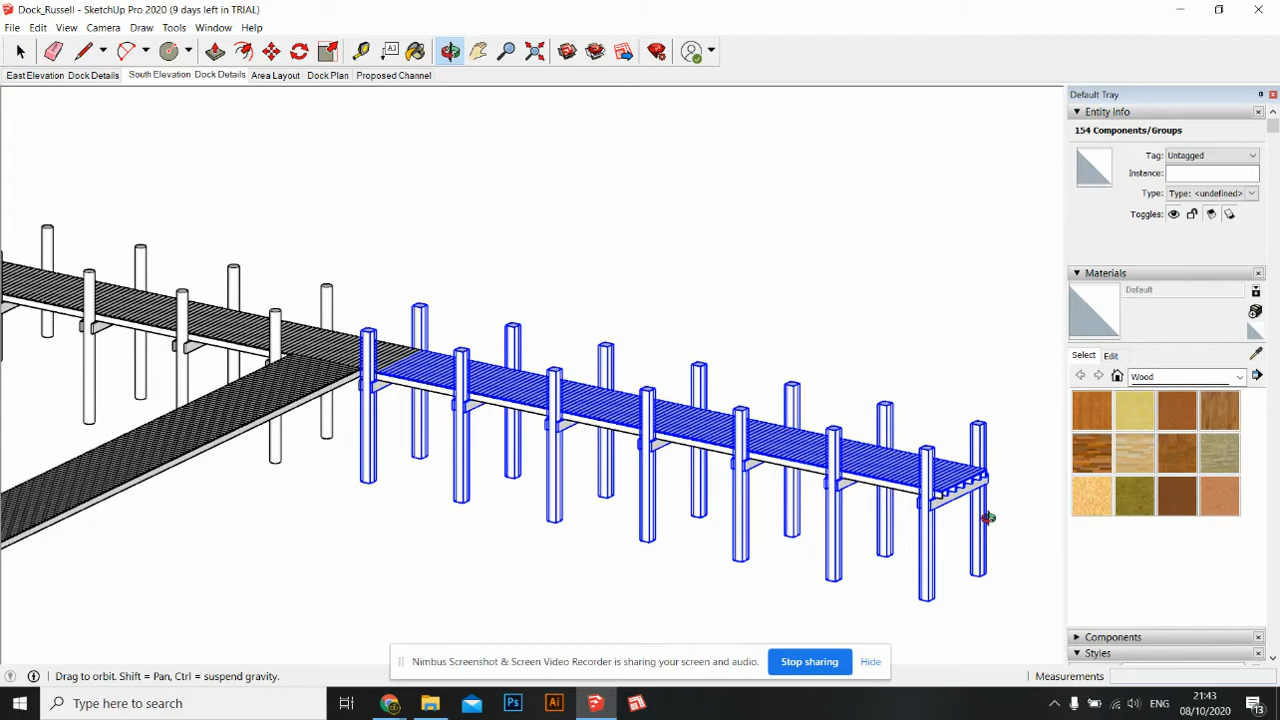 Dock_Russell - SketchUp Pro 2020 (9 days left in TRIAL)
File Edit Camera Draw Tools Window Help
East Elevation Dock Details South Elevation Dock Details Area Layout Dock Plan Proposed Channel
Default Tray
Entity Info
154 Components/Groups
Tag: Untagged
Instance:
Type: Type: <undefined>
Toggles:
Materials
Default
Select Edit
Wood
Components
Styles
Nimbus Screenshot & Screen Video Recorder is sharing your screen and audio. Stop sharing Hide
Drag to orbit. Shift = Pan, Ctrl = suspend gravity. Measurements
Type here to search
Ps
Ai
ENG
21:43
08/10/2020
13